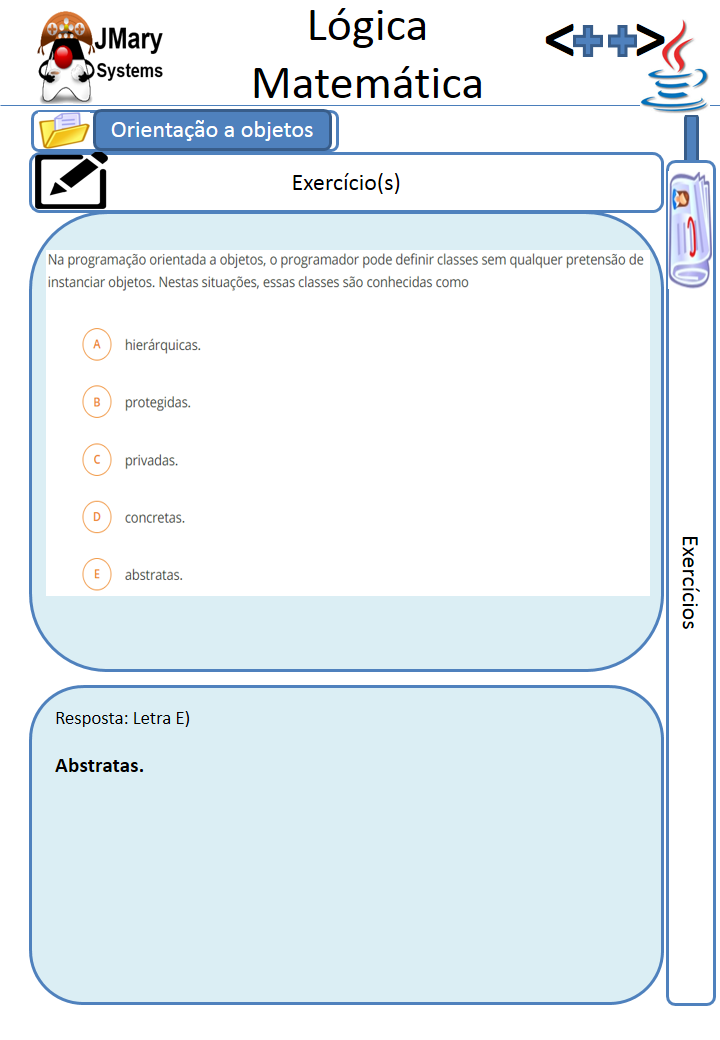 JMary
Systems
Lógica
Matemática
<++>
Orientação a objetos
Exercício(s)
Na programação orientada a objetos, o programador pode definir classes sem qualquer pretensão de
instanciar objetos. Nestas situações, essas classes são conhecidas como
A hierárquicas.
B protegidas.
C privadas.
D concretas.
E abstratas.
Exercícios
Resposta: Letra E)
Abstratas.